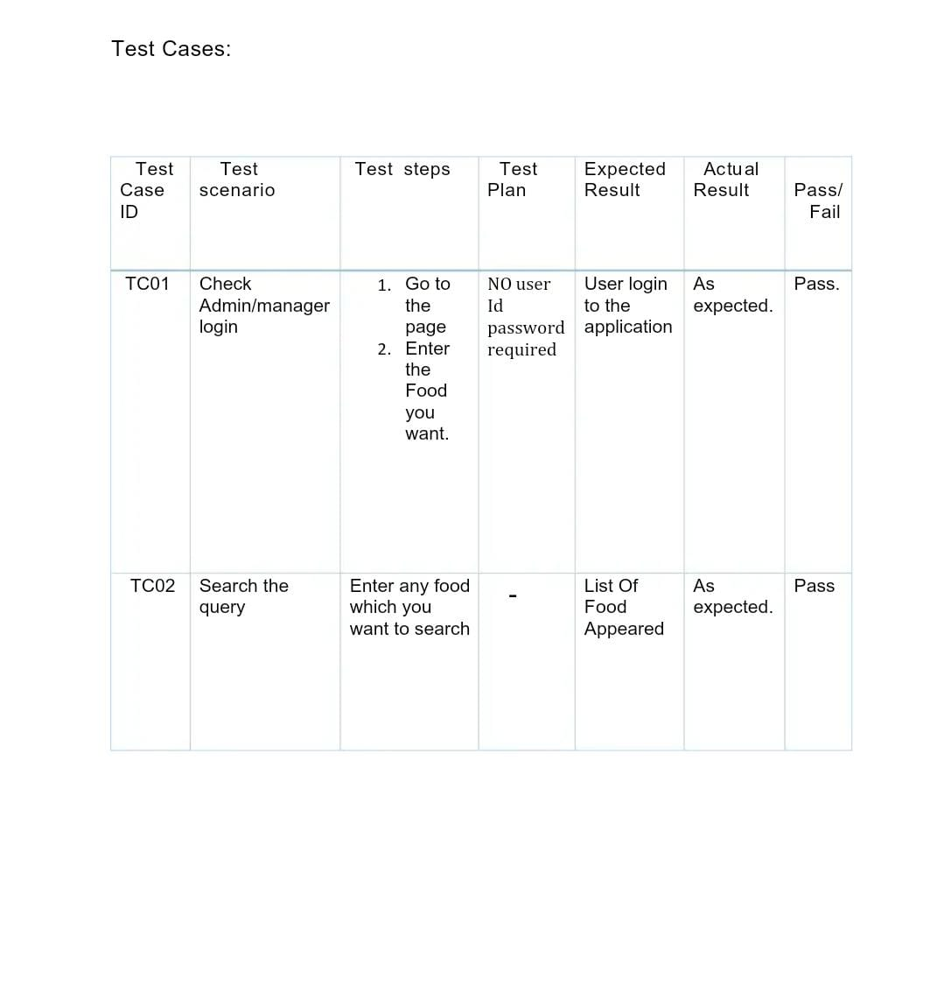 Test Cases:
Test
Case
ID
Test
scenario
Test steps
Test
Plan
Expected
Result
Actual
Result
Pass/
Fail
TC01
Check
Admin/manager
login
1. Go to
the
page
2. Enter
the
Food
you
want.
NO user
Id
password
required
User login
to the
application
As
expected.
Pass.
TC02
Search the
query
Enter any food
which you
want to search
-
List Of
Food
Appeared
As
expected.
Pass